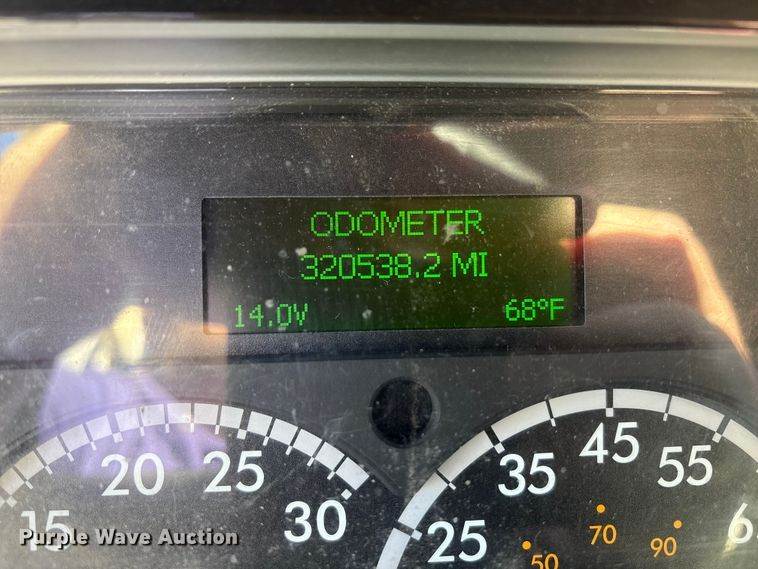 ODOMETER
320538.2 MI
14.0V 68°F
15 20 25 30
25 35 45 55
50 70 90
Purple Wave Auction